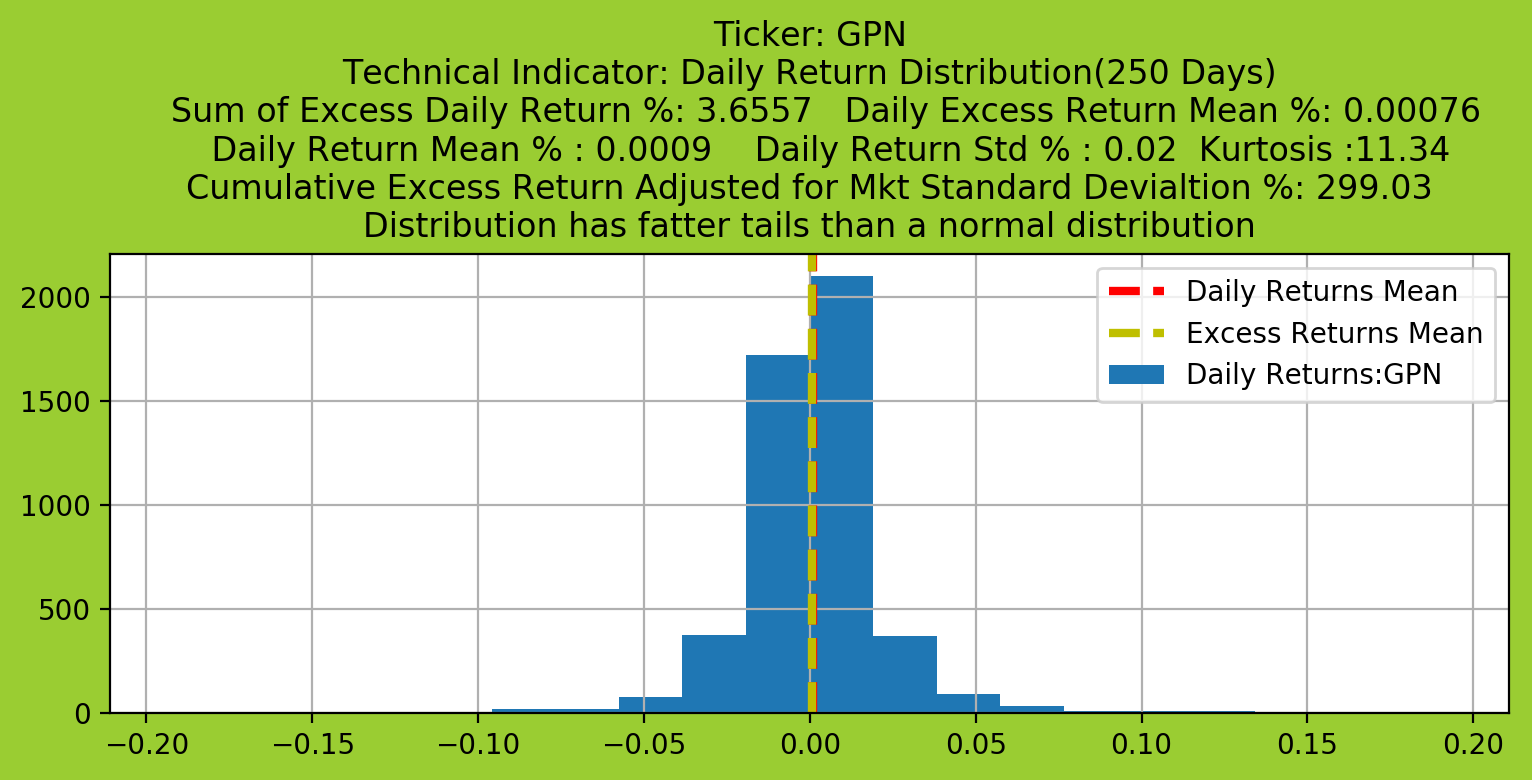 Ticker: GPN
Technical Indicator: Daily Return Distribution(250 Days)
Sum of Excess Daily Return %: 3.6557   Daily Excess Return Mean %: 0.00076
Daily Return Mean % : 0.0009    Daily Return Std % : 0.02  Kurtosis :11.34
Cumulative Excess Return Adjusted for Mkt Standard Devialtion %: 299.03
Distribution has fatter tails than a normal distribution
Daily Returns Mean
Excess Returns Mean
Daily Returns:GPN
2000
1500
1000
500
0
−0.20 −0.15 −0.10 −0.05 0.00 0.05 0.10 0.15 0.20